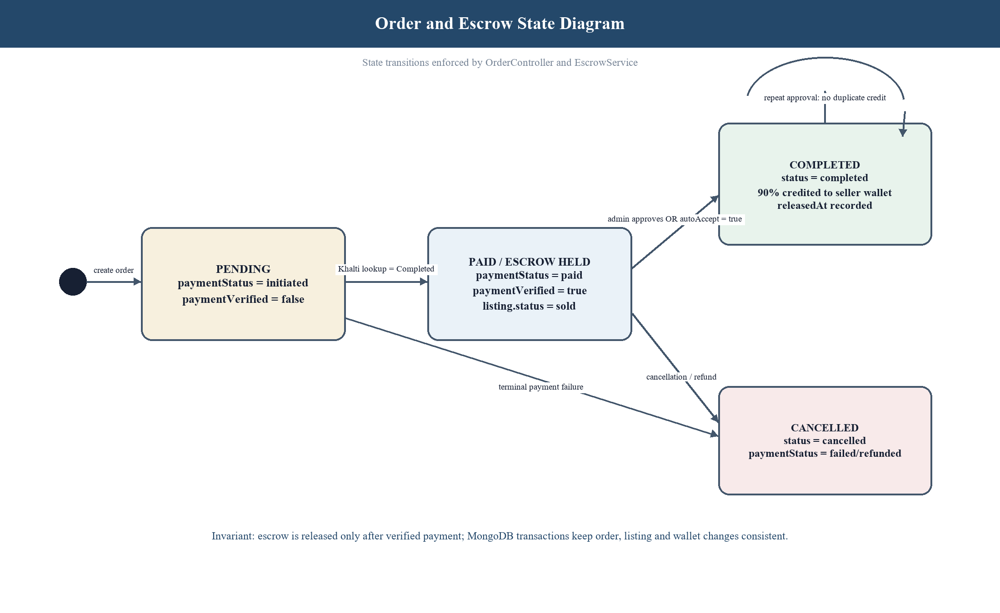 Order and Escrow State Diagram
State transitions enforced by OrderController and EscrowService
repeat approval: no duplicate credit
COMPLETED
status = completed
90% credited to seller wallet
releasedAt recorded
admin approves OR autoAccept = true
create order
PENDING
paymentStatus = initiated
paymentVerified = false
Khalti lookup = Completed
PAID / ESCROW HELD
paymentStatus = paid
paymentVerified = true
listing.status = sold
terminal payment failure
cancellation / refund
CANCELLED
status = cancelled
paymentStatus = failed/refunded
Invariant: escrow is released only after verified payment; MongoDB transactions keep order, listing and wallet changes consistent.